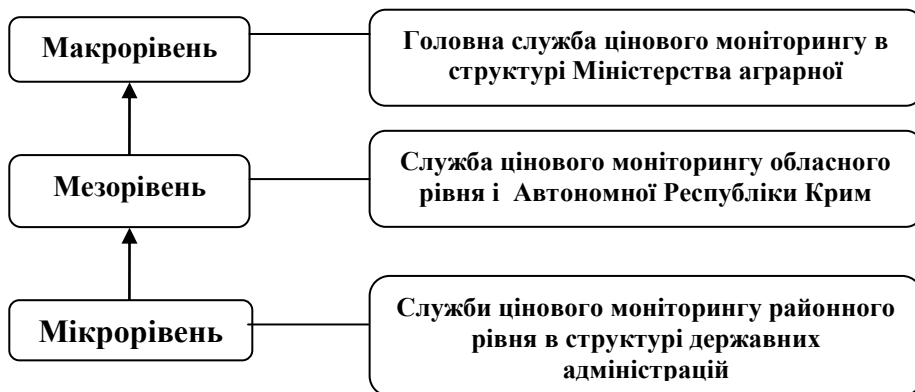 Макрорівень
Головна служба цінового моніторингу в
структурі Міністерства аграрної
Мезорівень
Служба цінового моніторингу обласного
рівня і Автономної Республіки Крим
Мікрорівень
Служби цінового моніторингу районного
рівня в структурі державних
адміністрацій